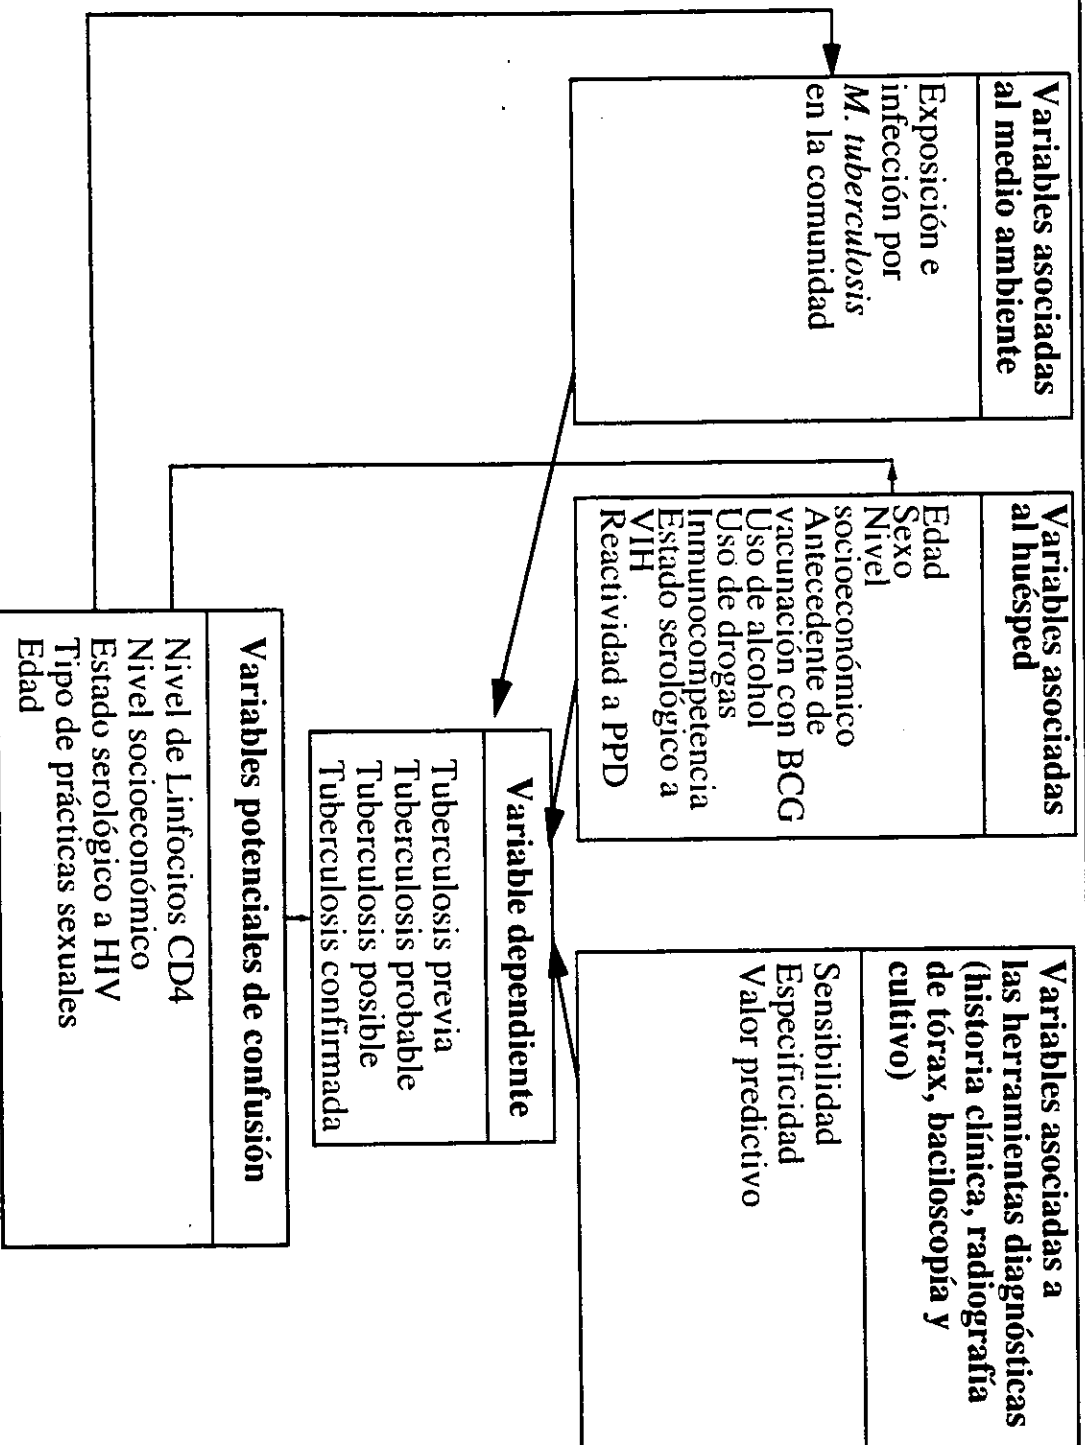 Variables asociadas
al medio ambiente
Exposición e
infección por
M. tuberculosis
en la comunidad
Variables asociadas
al huésped
Edad
Sexo
Nivel
socioeconómico
Antecedente de
vacunación con BCG
Uso de alcohol
Uso de drogas
Inmunocompetencia
Estado serológico a
VIH
Reactividad a PPD
Variables asociadas a
las herramientas diagnósticas
(historia clínica, radiografía
de tórax, baciloscopía y
cultivo)
Sensibilidad
Especificidad
Valor predictivo
Variable dependiente
Tuberculosis previa
Tuberculosis probable
Tuberculosis posible
Tuberculosis confirmada
Variables potenciales de confusión
Nivel de Linfocitos CD4
Nivel socioeconómico
Estado serológico a HIV
Tipo de prácticas sexuales
Edad